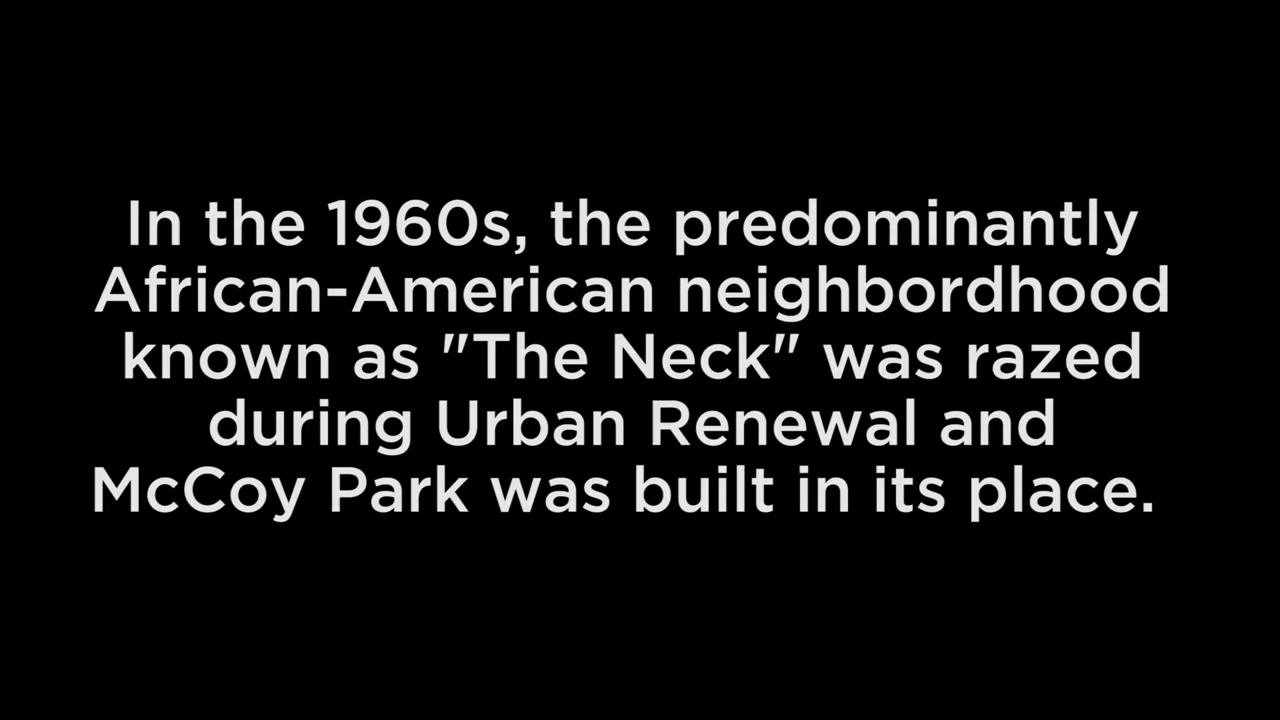 In the 1960s, the predominantly
African-American neighbordhood
known as "The Neck" was razed
during Urban Renewal and
McCoy Park was built in its place.